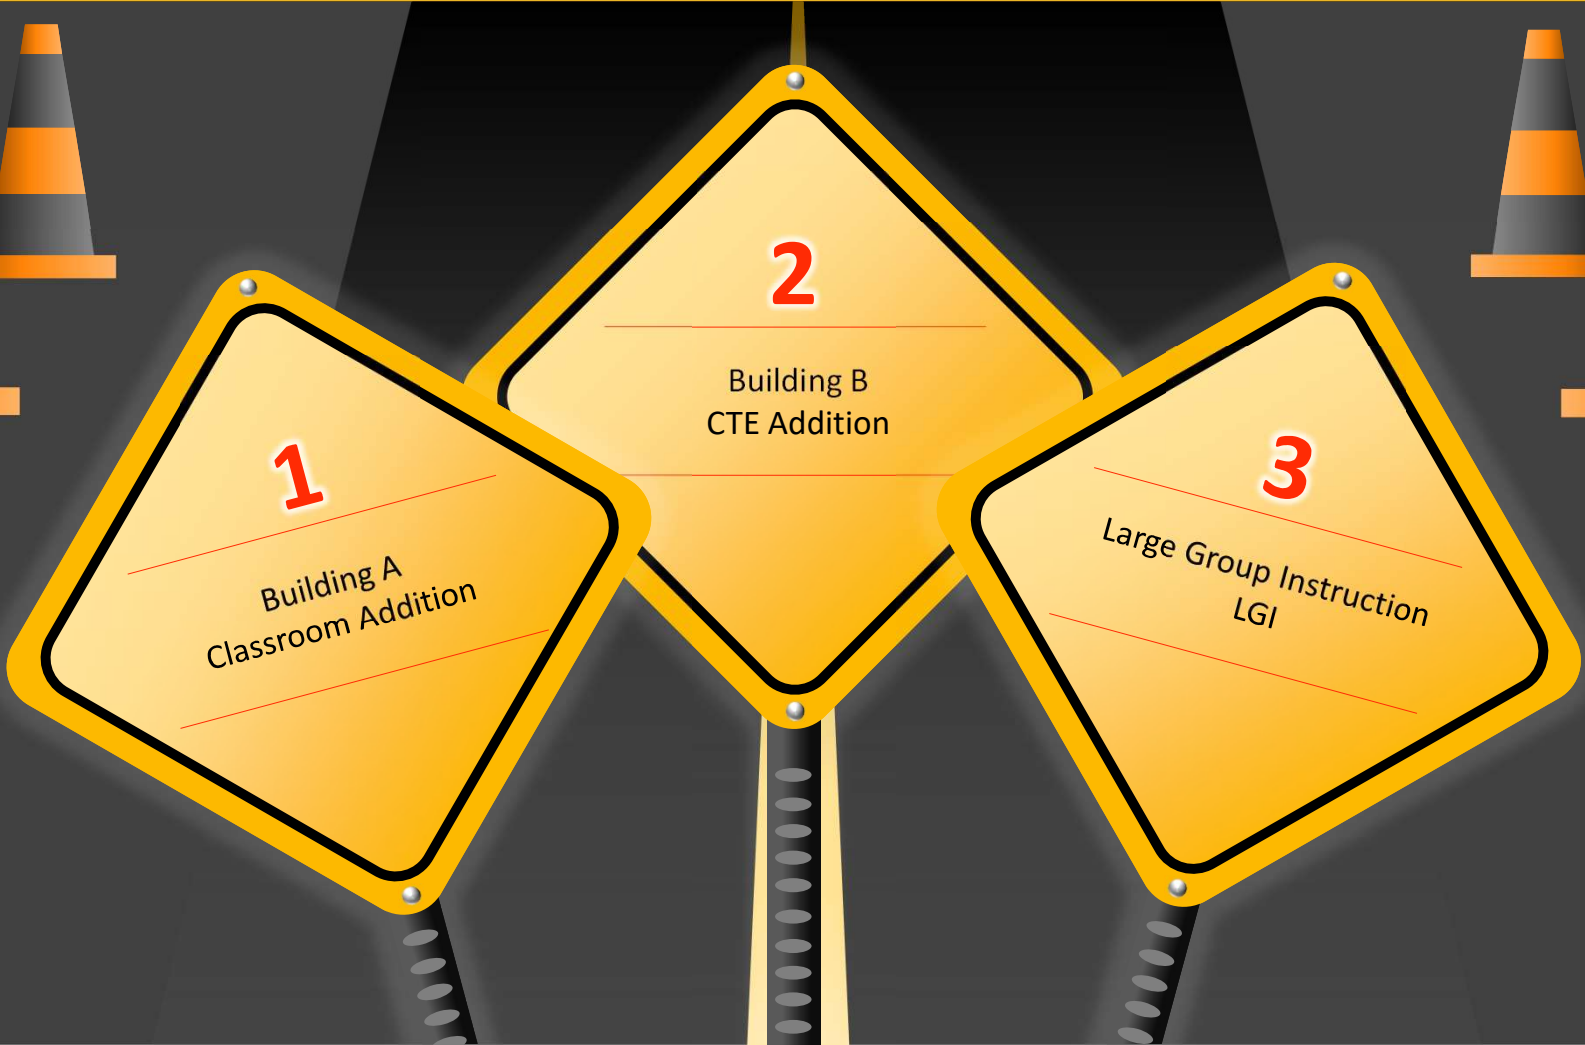 1
Building A
Classroom Addition
2
Building B
CTE Addition
3
Large Group Instruction
LGI